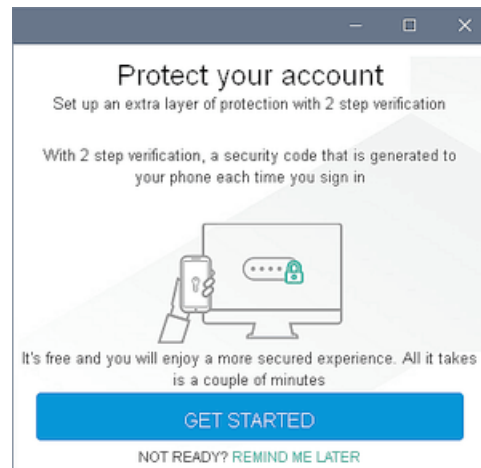 Protect your account
Set up an extra layer of protection with 2 step verification
With 2 step verification, a security code that is generated to
your phone each time you sign in
It's free and you will enjoy a more secured experience. All it takes
is a couple of minutes
GET STARTED
NOT READY? REMIND ME LATER